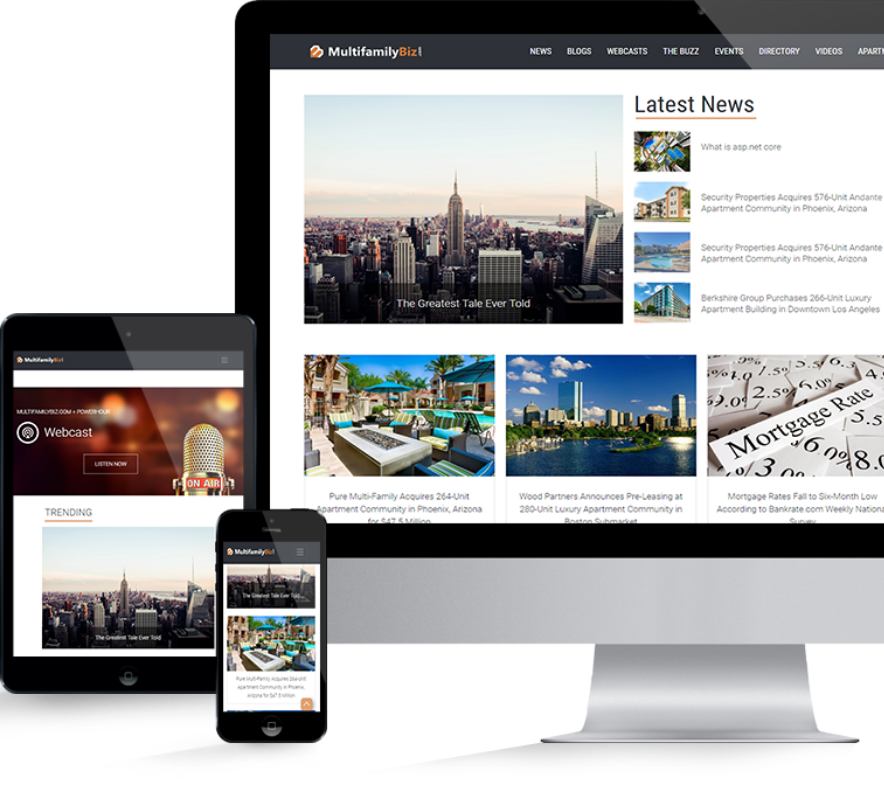 MultifamilyBiz
NEWS BLOGS WEBCASTS THE BUZZ EVENTS DIRECTORY VIDEOS
Latest News
What is asp.net core
Security Properties Acquires 576-Unit Andante
Apartment Community in Phoenix, Arizona
Security Properties Acquires 576-Unit Andante
Apartment Community in Phoenix, Arizona
Berkshire Group Purchases 266-Unit Luxury
Apartment Building in Downtown Los Angeles
The Greatest Tale Ever Told
Mortgage Rate
Pure Multi-Family Acquires 264-Unit
Apartment Community in Phoenix, Arizona
for $47.5 Million
Wood Partners Announces Pre-Leasing at
280-Unit Luxury Apartment Community in
Boston Submarket
Mortgage Rates Fall to Six-Month Low
According to Bankrate.com Weekly National
Survey
MultifamilyBiz
MULTIFAMILYBIZ.COM + POWERHOUR
Webcast
LISTEN NOW
ON AIR
TRENDING
The Greatest Tale Ever Told
MultifamilyBiz
The Greatest Tale Ever Told
Pure Multi-Family Acquires 264-Unit
Apartment Community in Phoenix,
Arizona for $47.5 Million